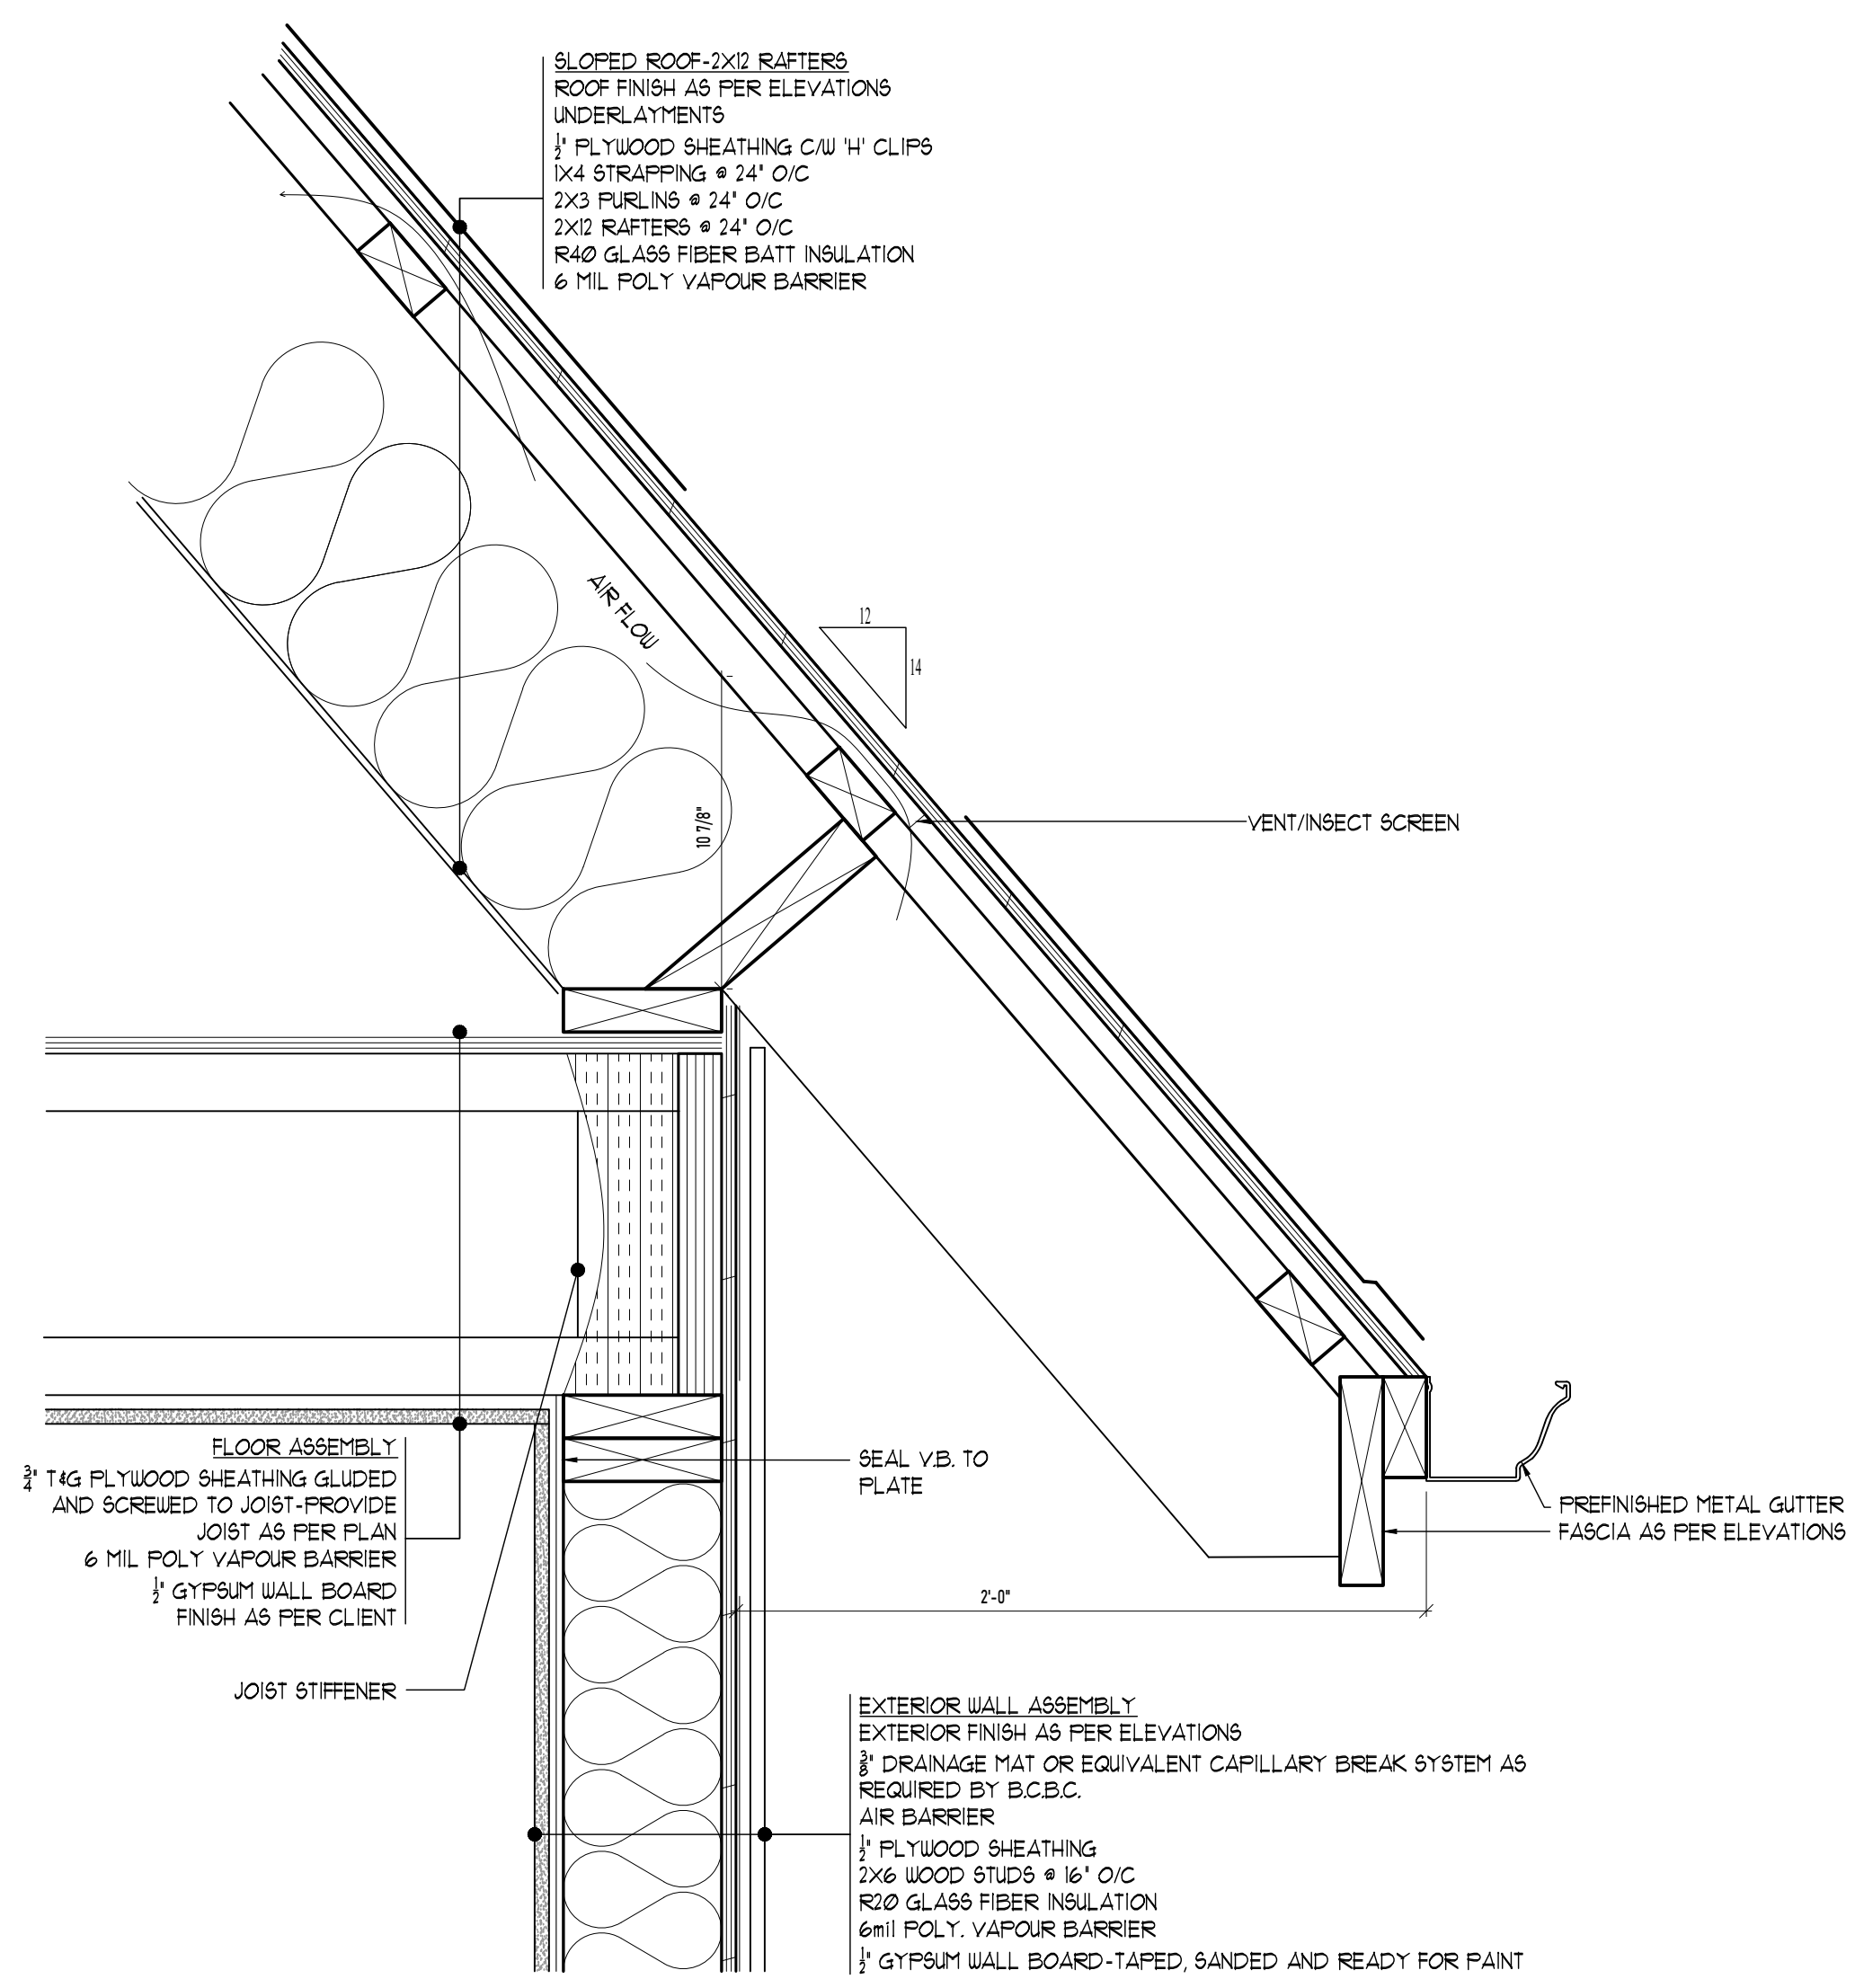 SLOPED ROOF-2X12 RAFTERS
ROOF FINISH AS PER ELEVATIONS
UNDERLAYMENTS
½" PLYWOOD SHEATHING C/W 'H' CLIPS
1X4 STRAPPING @ 24" O/C
2X3 PURLINS @ 24" O/C
2X12 RAFTERS @ 24" O/C
R40 GLASS FIBER BATT INSULATION
6 MIL POLY VAPOUR BARRIER
AIR FLOW
12
14
10 7/8"
VENT/INSECT SCREEN
FLOOR ASSEMBLY
¾" T&G PLYWOOD SHEATHING GLUDED
AND SCREWED TO JOIST-PROVIDE
JOIST AS PER PLAN
6 MIL POLY VAPOUR BARRIER
½" GYPSUM WALL BOARD
FINISH AS PER CLIENT
SEAL V.B. TO
PLATE
PREFINISHED METAL GUTTER
FASCIA AS PER ELEVATIONS
2'-0"
JOIST STIFFENER
EXTERIOR WALL ASSEMBLY
EXTERIOR FINISH AS PER ELEVATIONS
⅜" DRAINAGE MAT OR EQUIVALENT CAPILLARY BREAK SYSTEM AS
REQUIRED BY B.C.B.C.
AIR BARRIER
½" PLYWOOD SHEATHING
2X6 WOOD STUDS @ 16" O/C
R20 GLASS FIBER INSULATION
6mil POLY. VAPOUR BARRIER
½" GYPSUM WALL BOARD-TAPED, SANDED AND READY FOR PAINT